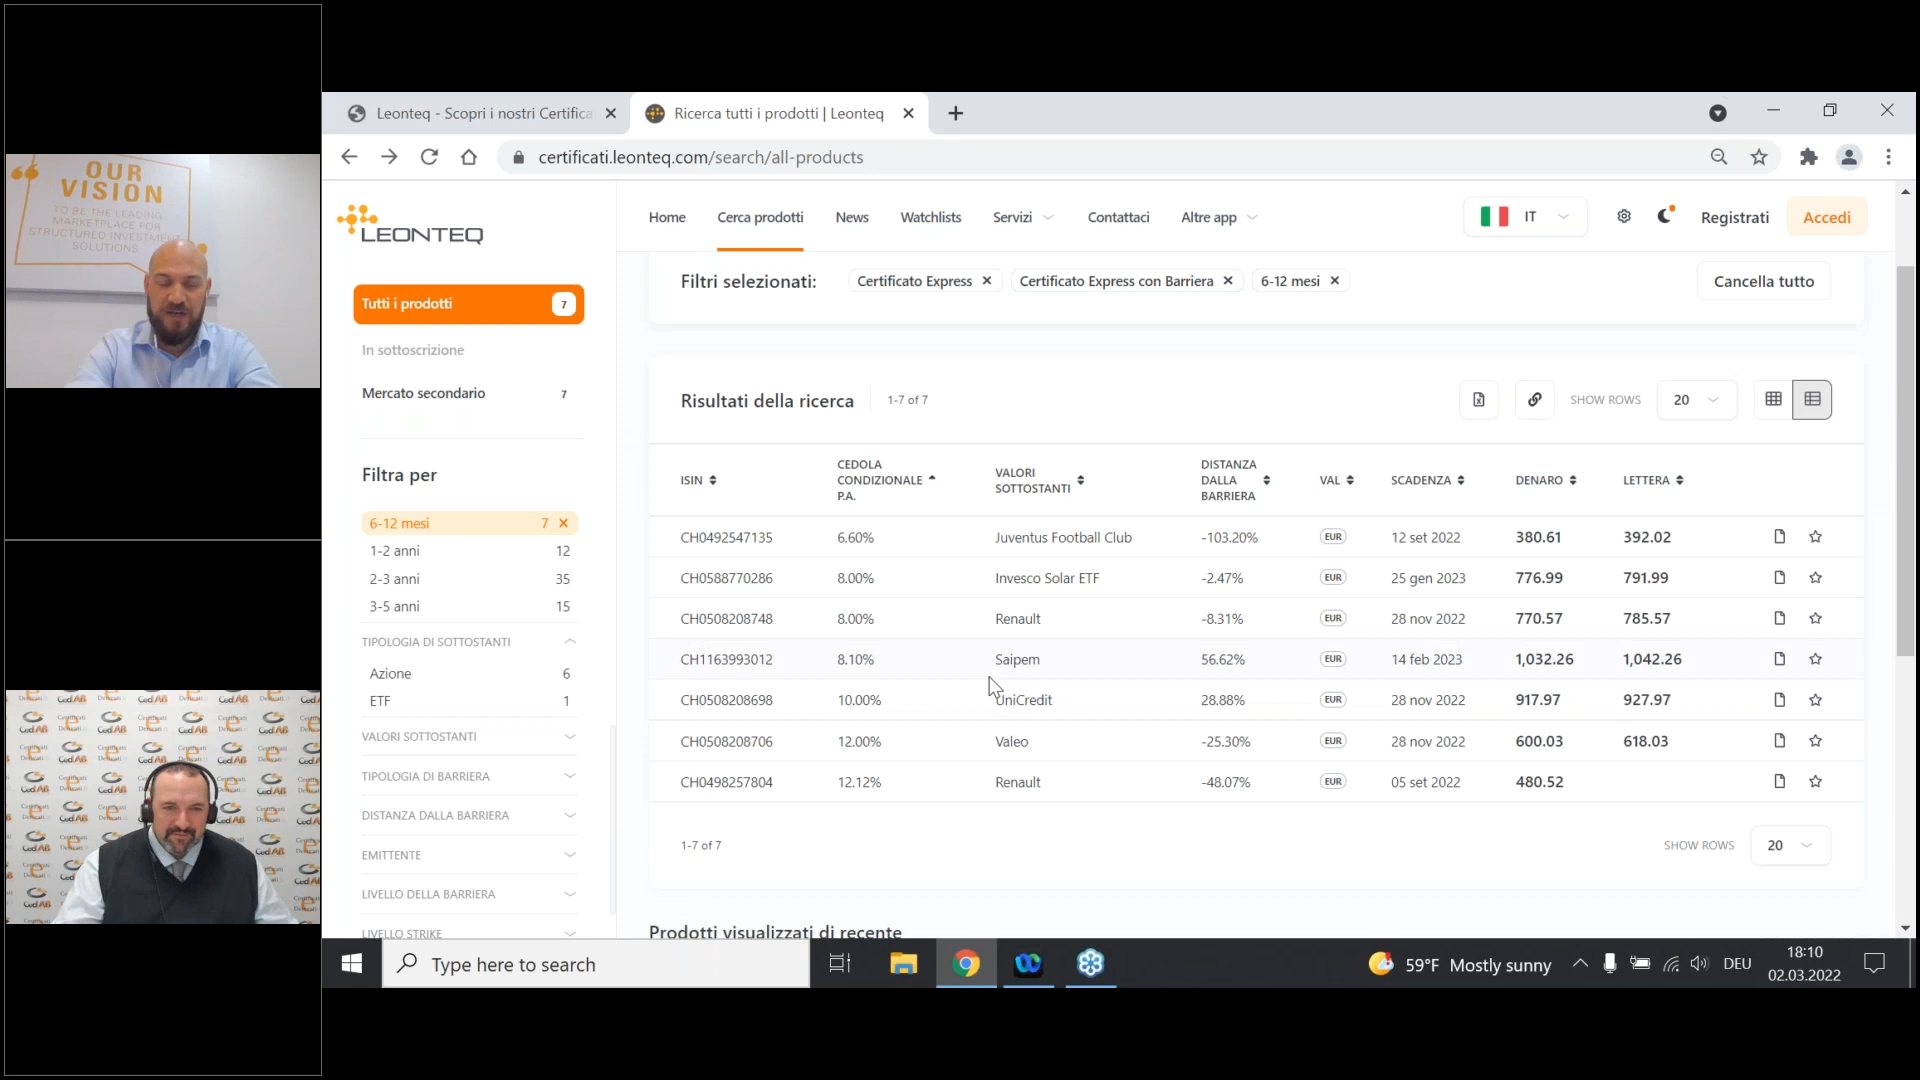 OUR
VISION
TO BE THE LEADING
MARKETPLACE FOR
STRUCTURED INVESTMENT
SOLUTIONS
Leonteq - Scopri i nostri Certifica
Ricerca tutti i prodotti | Leonteq
certificati.leonteq.com/search/all-products
LEONTEQ
Home
Cerca prodotti
News
Watchlists
Servizi
Contattaci
Altre app
IT
Registrati
Accedi
Tutti i prodotti 7
In sottoscrizione
Mercato secondario 7
Filtra per
6-12 mesi 7
1-2 anni 12
2-3 anni 35
3-5 anni 15
TIPOLOGIA DI SOTTOSTANTI
Azione 6
ETF 1
VALORI SOTTOSTANTI
TIPOLOGIA DI BARRIERA
DISTANZA DALLA BARRIERA
EMITTENTE
LIVELLO DELLA BARRIERA
LIVELLO STRIKE
Filtri selezionati: Certificato Express Certificato Express con Barriera 6-12 mesi Cancella tutto
Risultati della ricerca 1-7 of 7 SHOW ROWS 20
ISIN CEDOLA CONDIZIONALE P.A. VALORI SOTTOSTANTI DISTANZA DALLA BARRIERA VAL SCADENZA DENARO LETTERA
CH0492547135 6.60% Juventus Football Club -103.20% EUR 12 set 2022 380.61 392.02
CH0588770286 8.00% Invesco Solar ETF -2.47% EUR 25 gen 2023 776.99 791.99
CH0508208748 8.00% Renault -8.31% EUR 28 nov 2022 770.57 785.57
CH1163993012 8.10% Saipem 56.62% EUR 14 feb 2023 1,032.26 1,042.26
CH0508208698 10.00% UniCredit 28.88% EUR 28 nov 2022 917.97 927.97
CH0508208706 12.00% Valeo -25.30% EUR 28 nov 2022 600.03 618.03
CH0498257804 12.12% Renault -48.07% EUR 05 set 2022 480.52
1-7 of 7 SHOW ROWS 20
Prodotti visualizzati di recente
Type here to search
59°F Mostly sunny
DEU
18:10
02.03.2022
CedAB